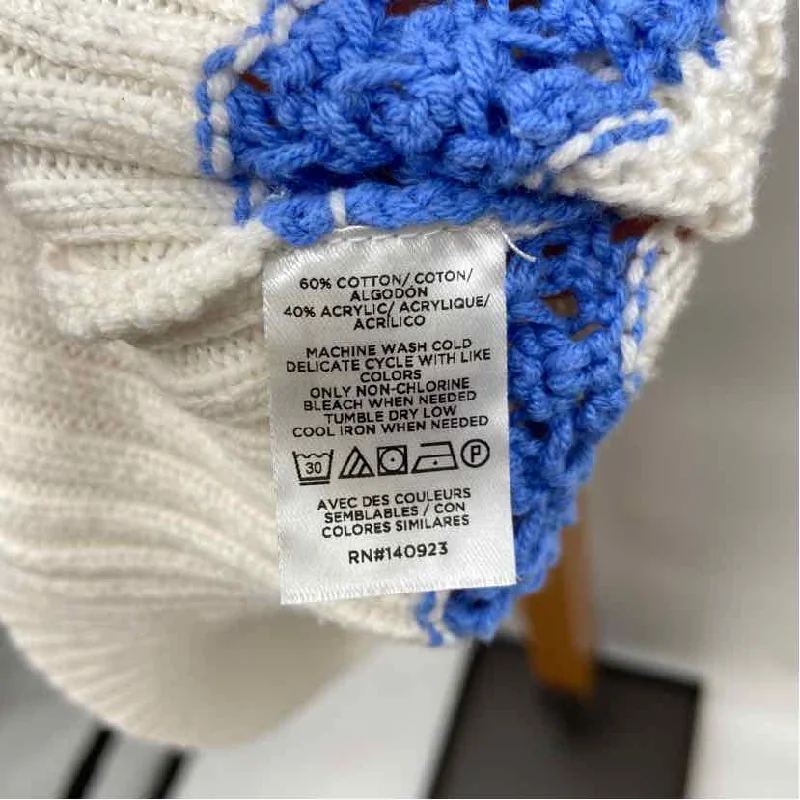 60% COTTON/ COTON/
ALGODÓN
40% ACRYLIC/ ACRYLIQUE/
ACRÍLICO
MACHINE WASH COLD
DELICATE CYCLE WITH LIKE
COLORS
ONLY NON-CHLORINE
BLEACH WHEN NEEDED
TUMBLE DRY LOW
COOL IRON WHEN NEEDED
30 P
AVEC DES COULEURS
SEMBLABLES / CON
COLORES SIMILARES
RN#140923